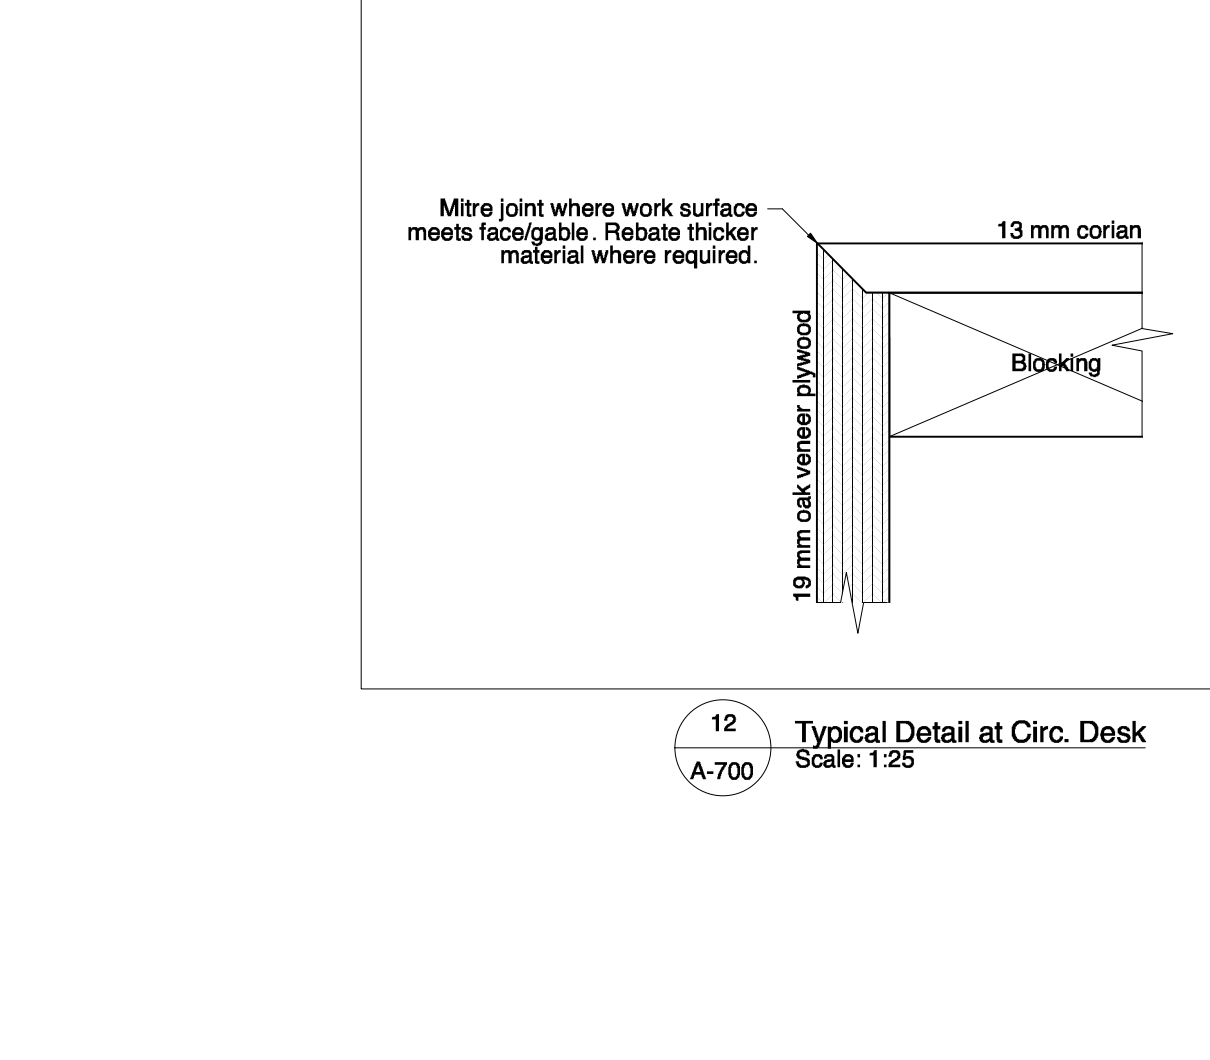 Mitre joint where work surface
meets face/gable. Rebate thicker
material where required.
13 mm corian
19 mm oak veneer plywood
Blocking
12
A-700
Typical Detail at Circ. Desk
Scale: 1:25